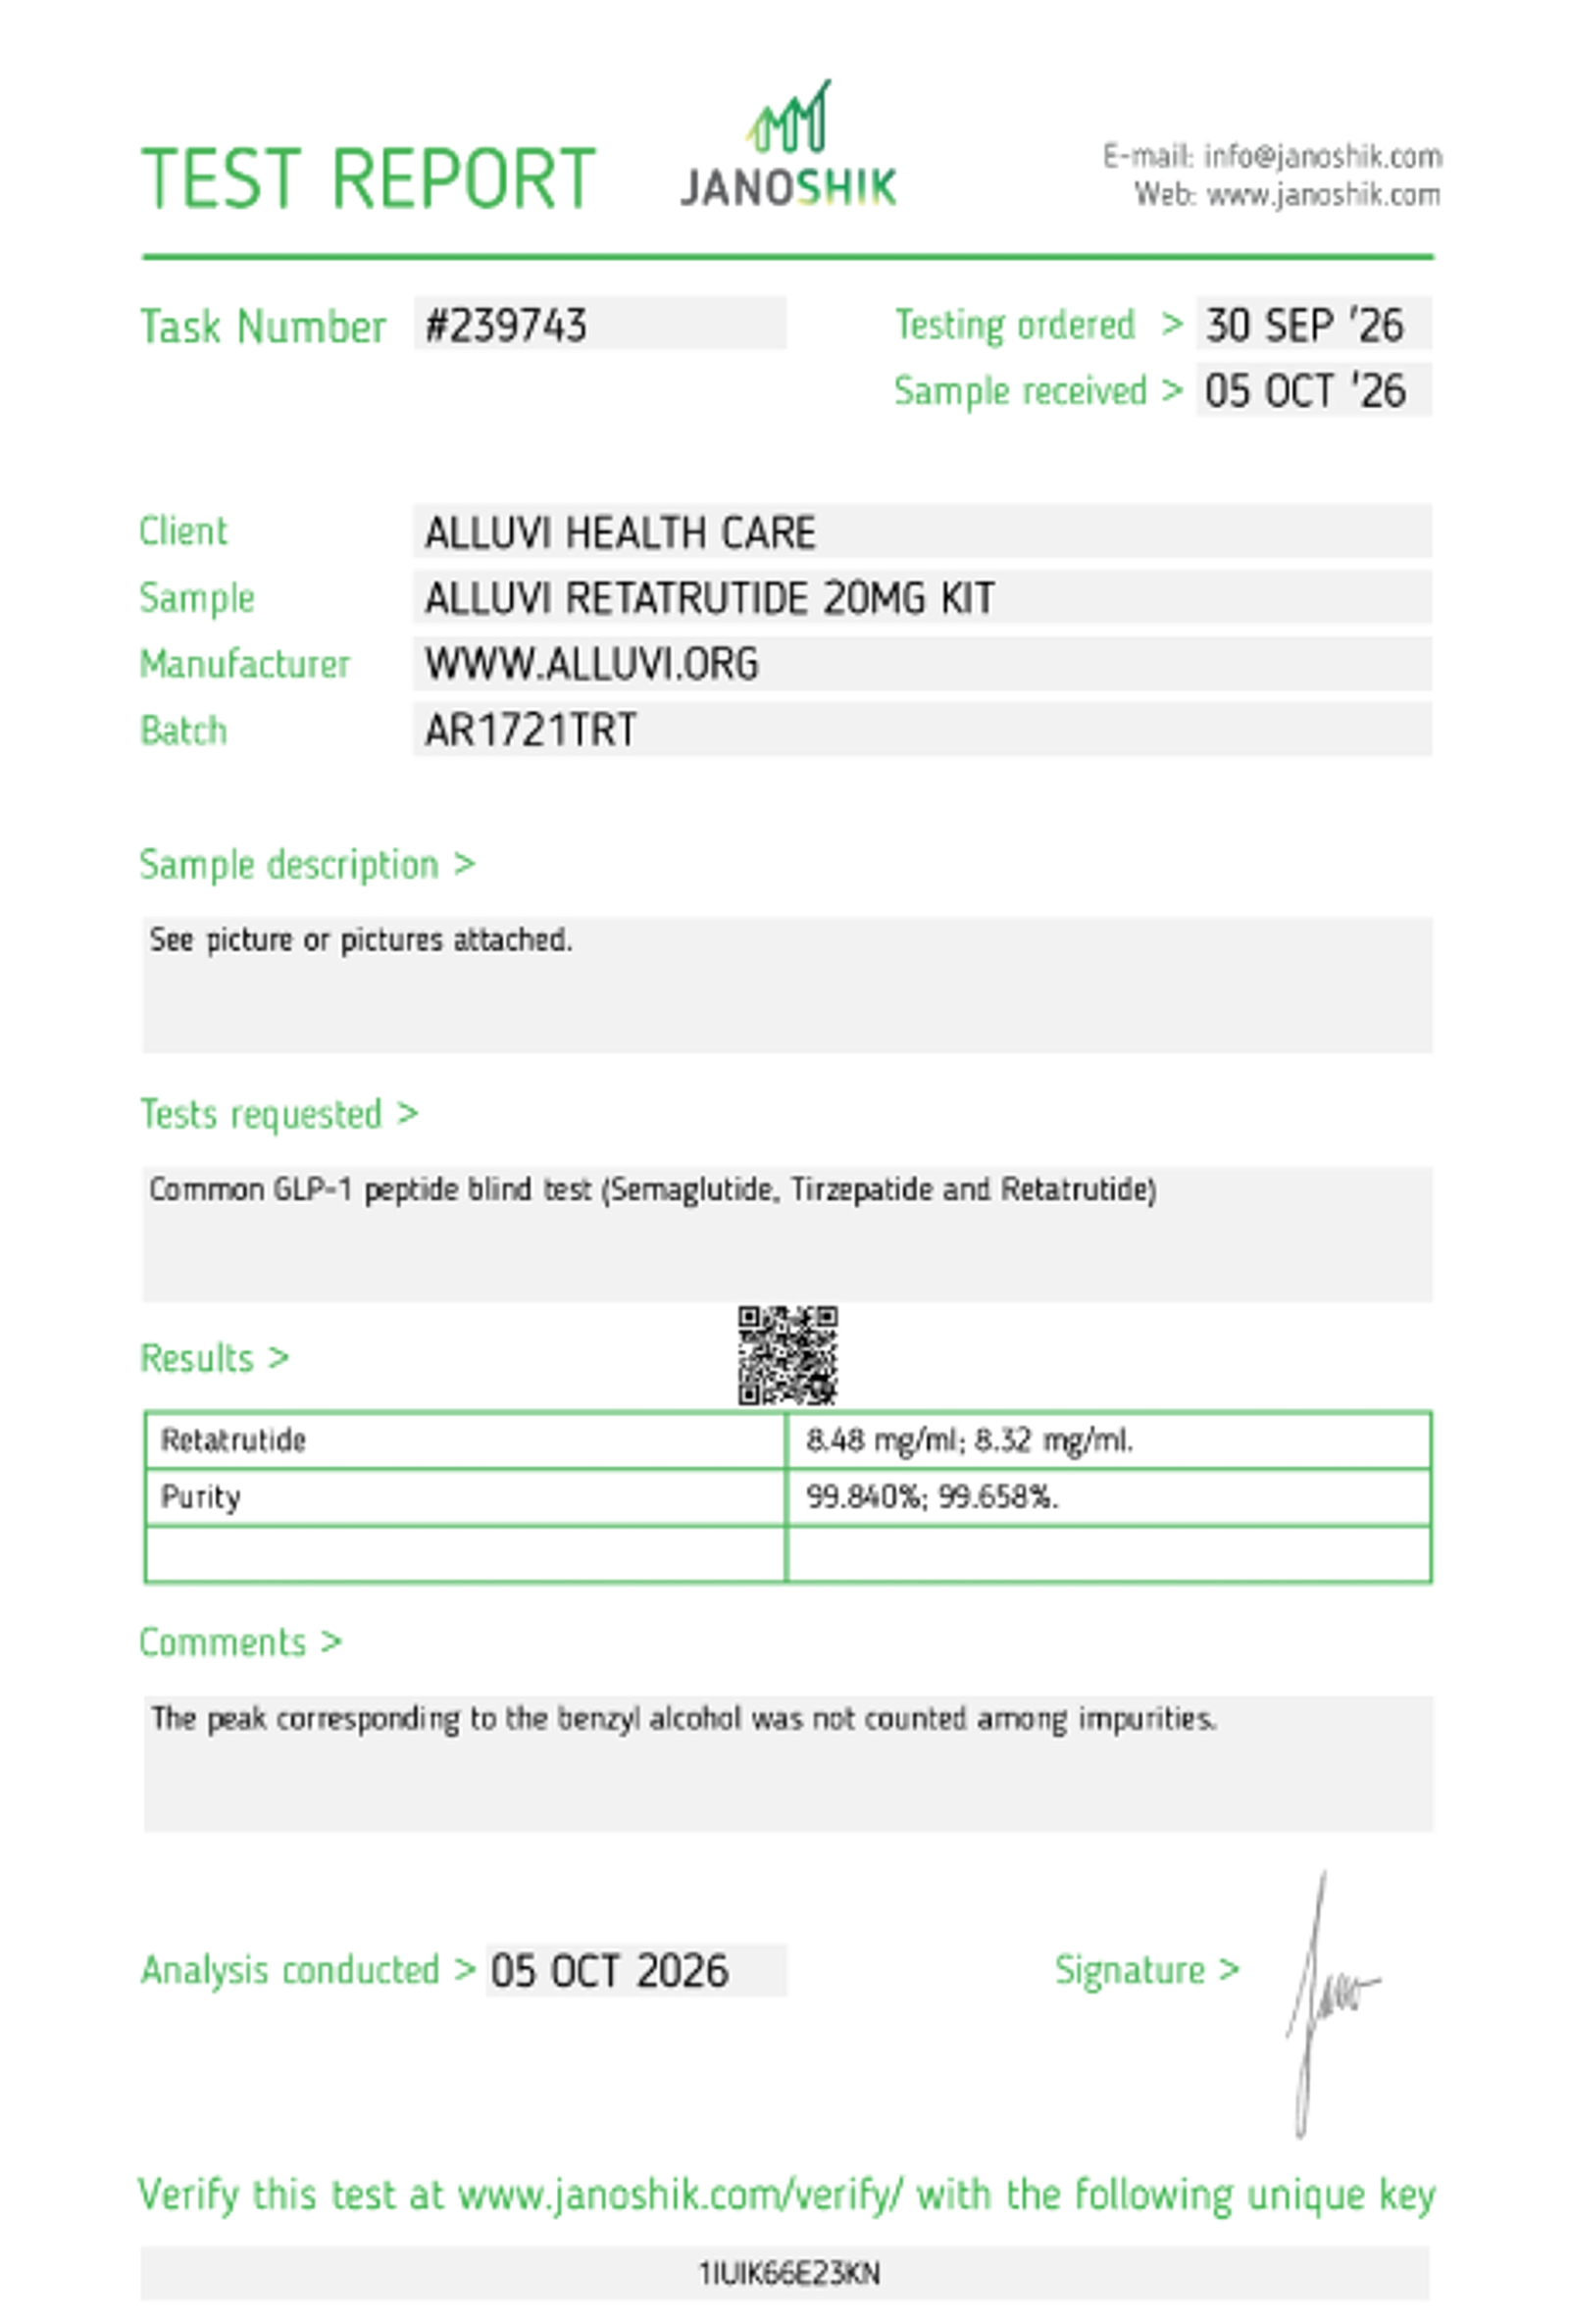 TEST REPORT
JANOSHIK
E-mail: info@janoshik.com
Web: www.janoshik.com
Task Number #239743
Testing ordered > 30 SEP '26
Sample received > 05 OCT '26
Client ALLUVI HEALTH CARE
Sample ALLUVI RETATRUTIDE 20MG KIT
Manufacturer WWW.ALLUVI.ORG
Batch AR1721TRT
Sample description >
See picture or pictures attached.
Tests requested >
Common GLP-1 peptide blind test (Semaglutide, Tirzepatide and Retatrutide)
Results >
Retatrutide 8.48 mg/ml; 8.32 mg/ml.
Purity 99.840%; 99.658%.
Comments >
The peak corresponding to the benzyl alcohol was not counted among impurities.
Analysis conducted > 05 OCT 2026
Signature >
Verify this test at www.janoshik.com/verify/ with the following unique key
1IUIK66E23KN